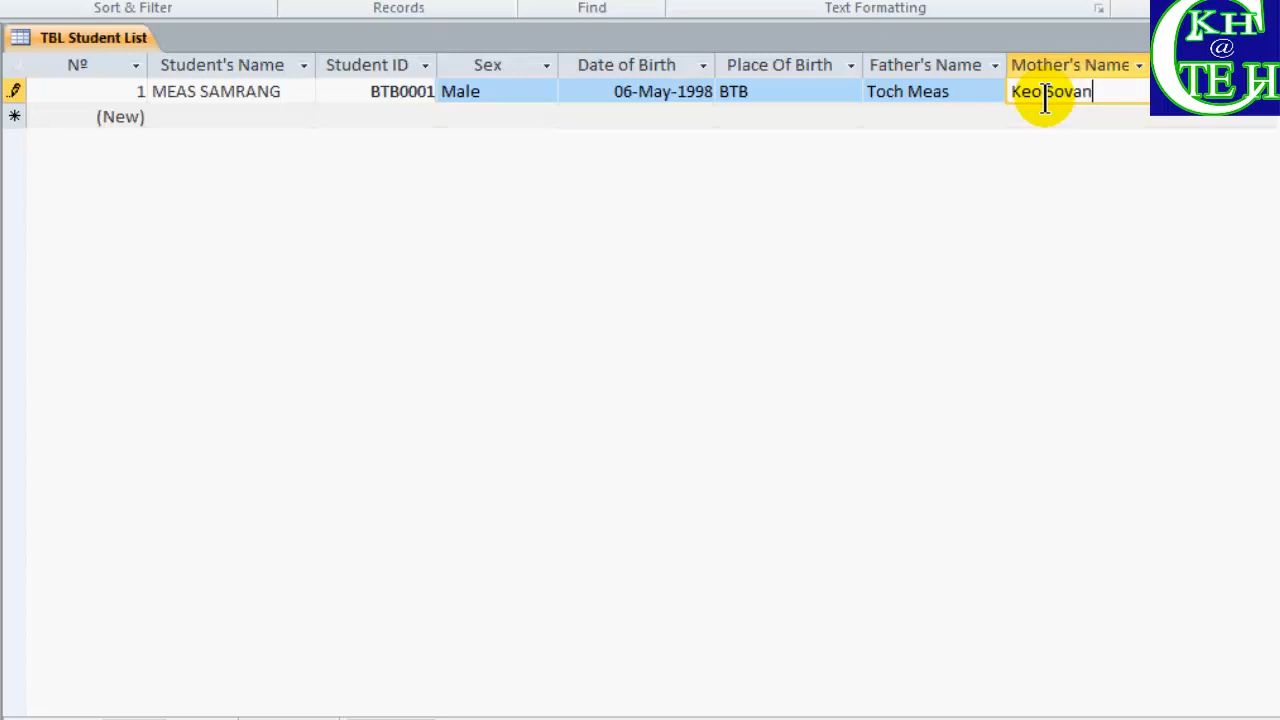 Sort & Filter Records Find Text Formatting
TBL Student List
Nº Student's Name Student ID Sex Date of Birth Place Of Birth Father's Name Mother's Name
1 MEAS SAMRANG BTB0001 Male 06-May-1998 BTB Toch Meas Keo Sovan
(New)
KH
@
TEH